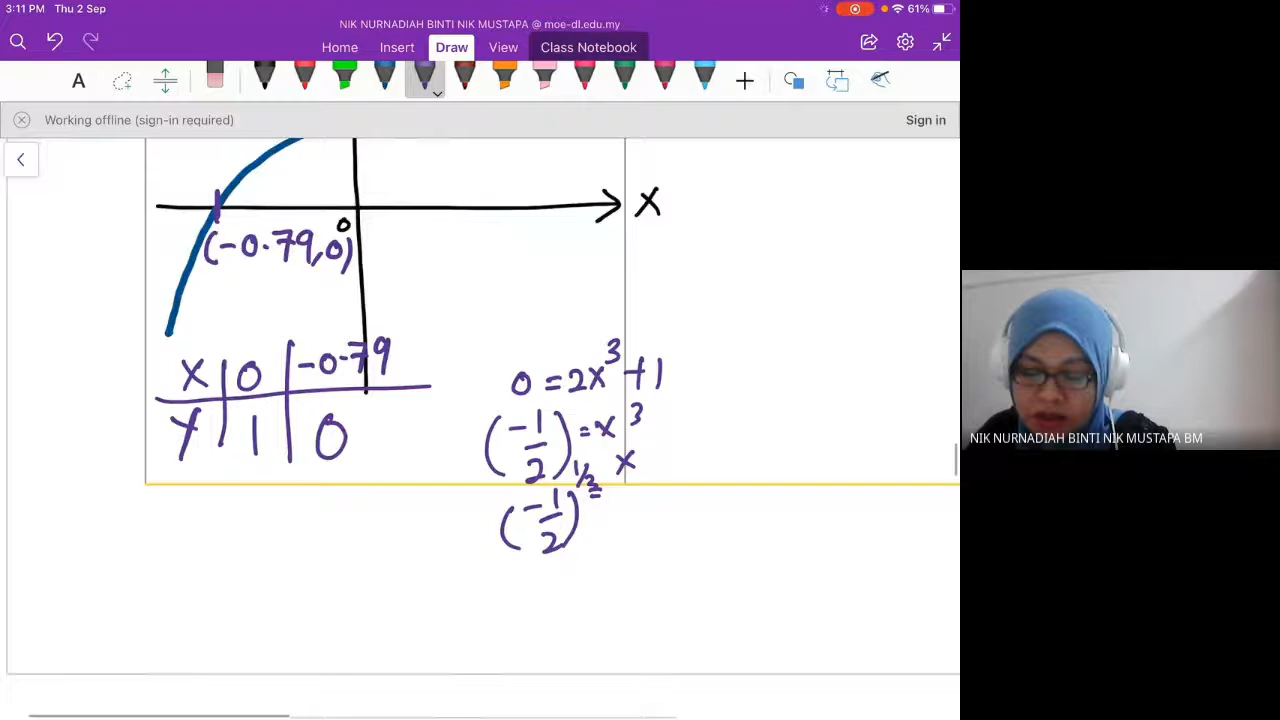 3:11 PM Thu 2 Sep
61%
NIK NURNADIAH BINTI NIK MUSTAPA @ moe-dl.edu.my
Home Insert Draw View Class Notebook
A
Working offline (sign-in required) Sign in
X
0
(-0.79,0)
X 0 -0.79
Y 1 0
0 = 2x³ + 1
(-1/2) = x³
(-1/2)^1/3 = x
NIK NURNADIAH BINTI NIK MUSTAPA BM